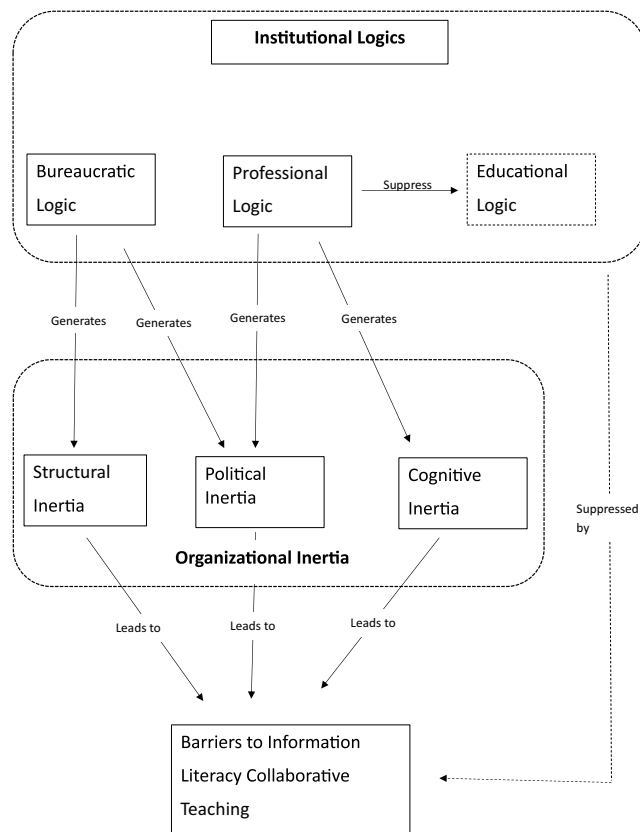 Institutional Logics
Bureaucratic
Logic
Professional
Logic
Suppress
Educational
Logic
Generates
Generates
Generates
Generates
Structural
Inertia
Political
Inertia
Cognitive
Inertia
Organizational Inertia
Suppressed
by
Leads to
Leads to
Leads to
Barriers to Information
Literacy Collaborative
Teaching